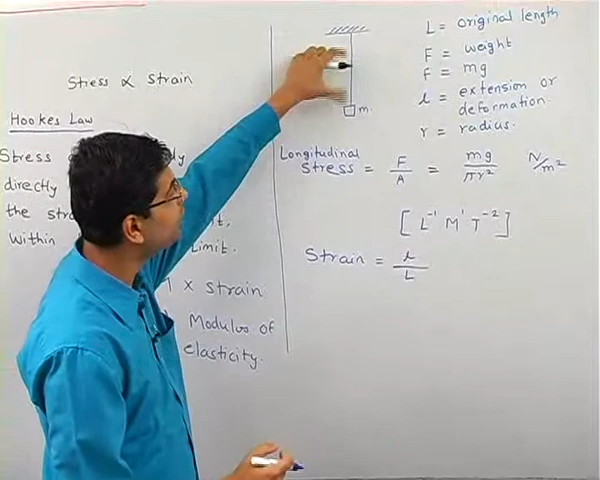 Stress ∝ Strain
Hookes Law
Stress
directly
the
Within limit.
x strain
Modulus of
elasticity.
m
L = original length
F = weight
F = mg
l = extension or
deformation.
r = radius.
Longitudinal
Stress = F/A = mg/πr² N/m²
[L⁻¹ M¹ T⁻²]
Strain = l/L